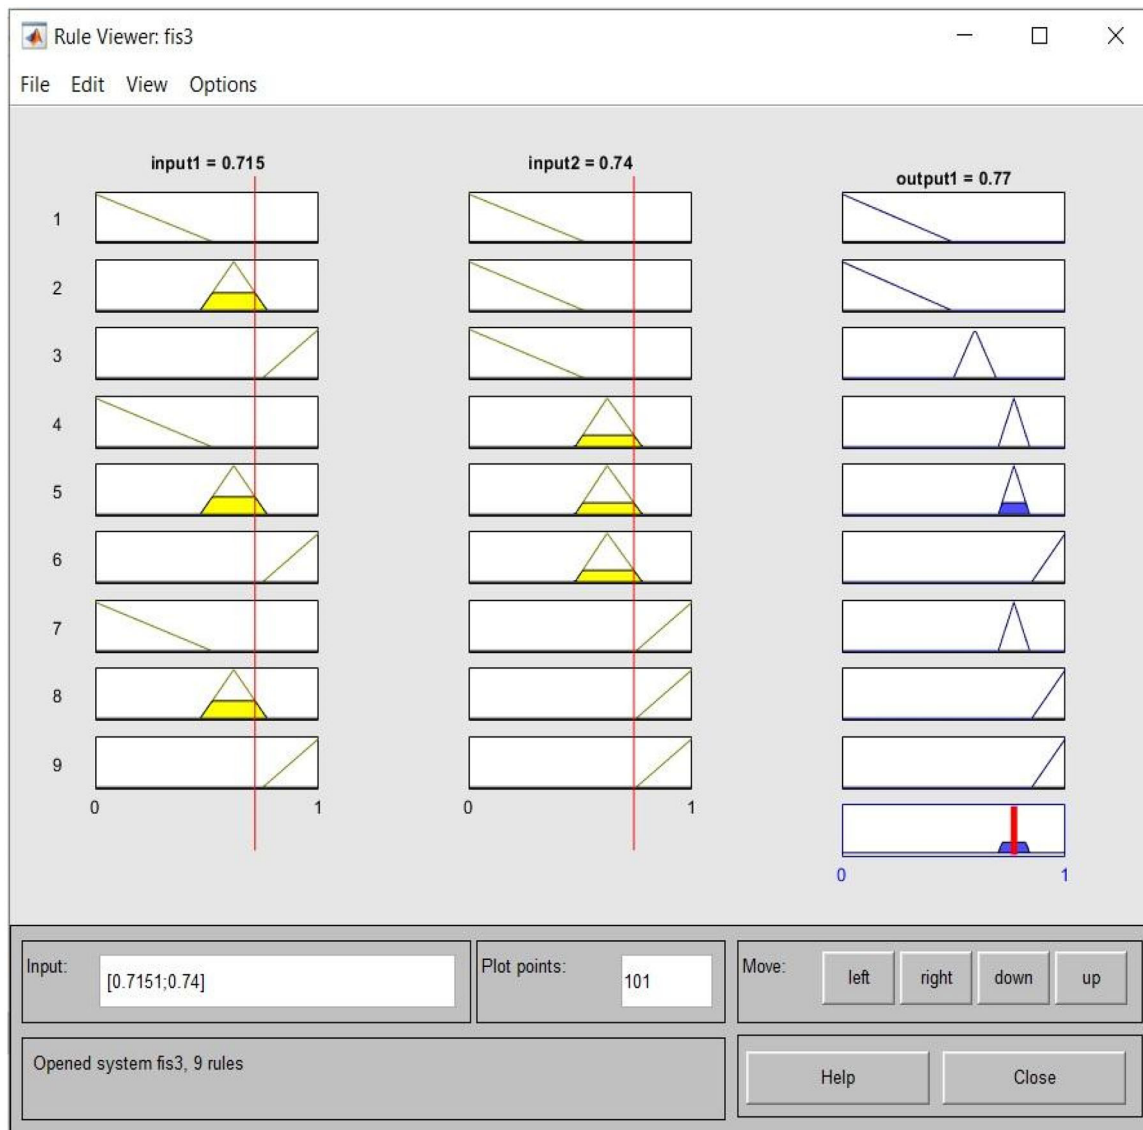 Rule Viewer: fis3
File Edit View Options
input1 = 0.715
input2 = 0.74
output1 = 0.77
1
2
3
4
5
6
7
8
9
0 1
0 1
0 1
Input:
[0.7151;0.74]
Plot points:
101
Move:
left
right
down
up
Opened system fis3, 9 rules
Help
Close